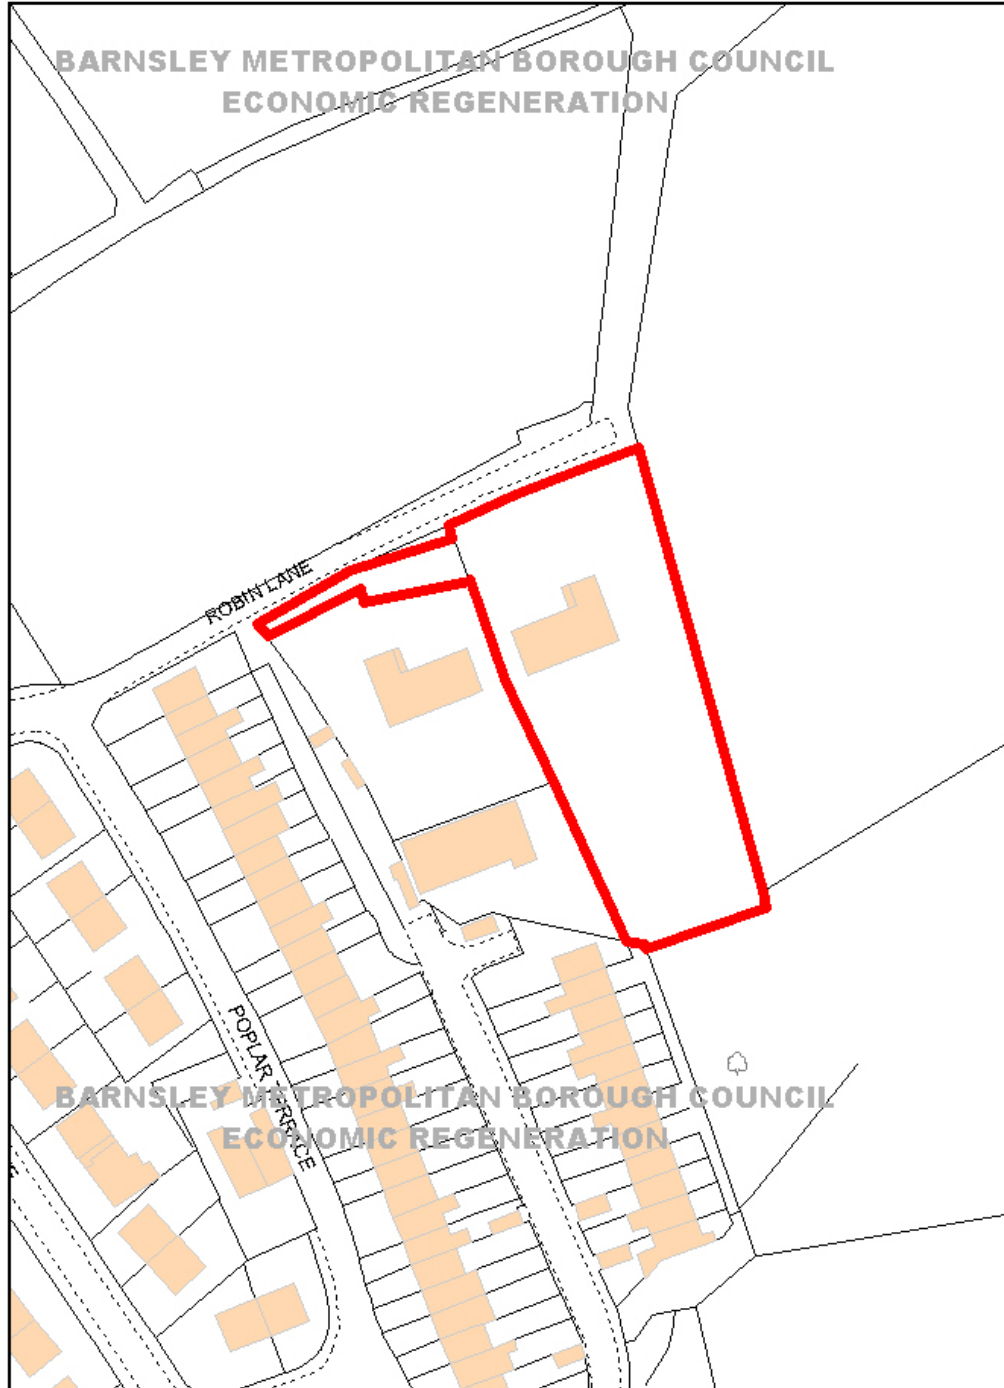 BARNSLEY METROPOLITAN BOROUGH COUNCIL
ECONOMIC REGENERATION
ROBIN LANE
POPLAR TERRACE
BARNSLEY METROPOLITAN BOROUGH COUNCIL
ECONOMIC REGENERATION